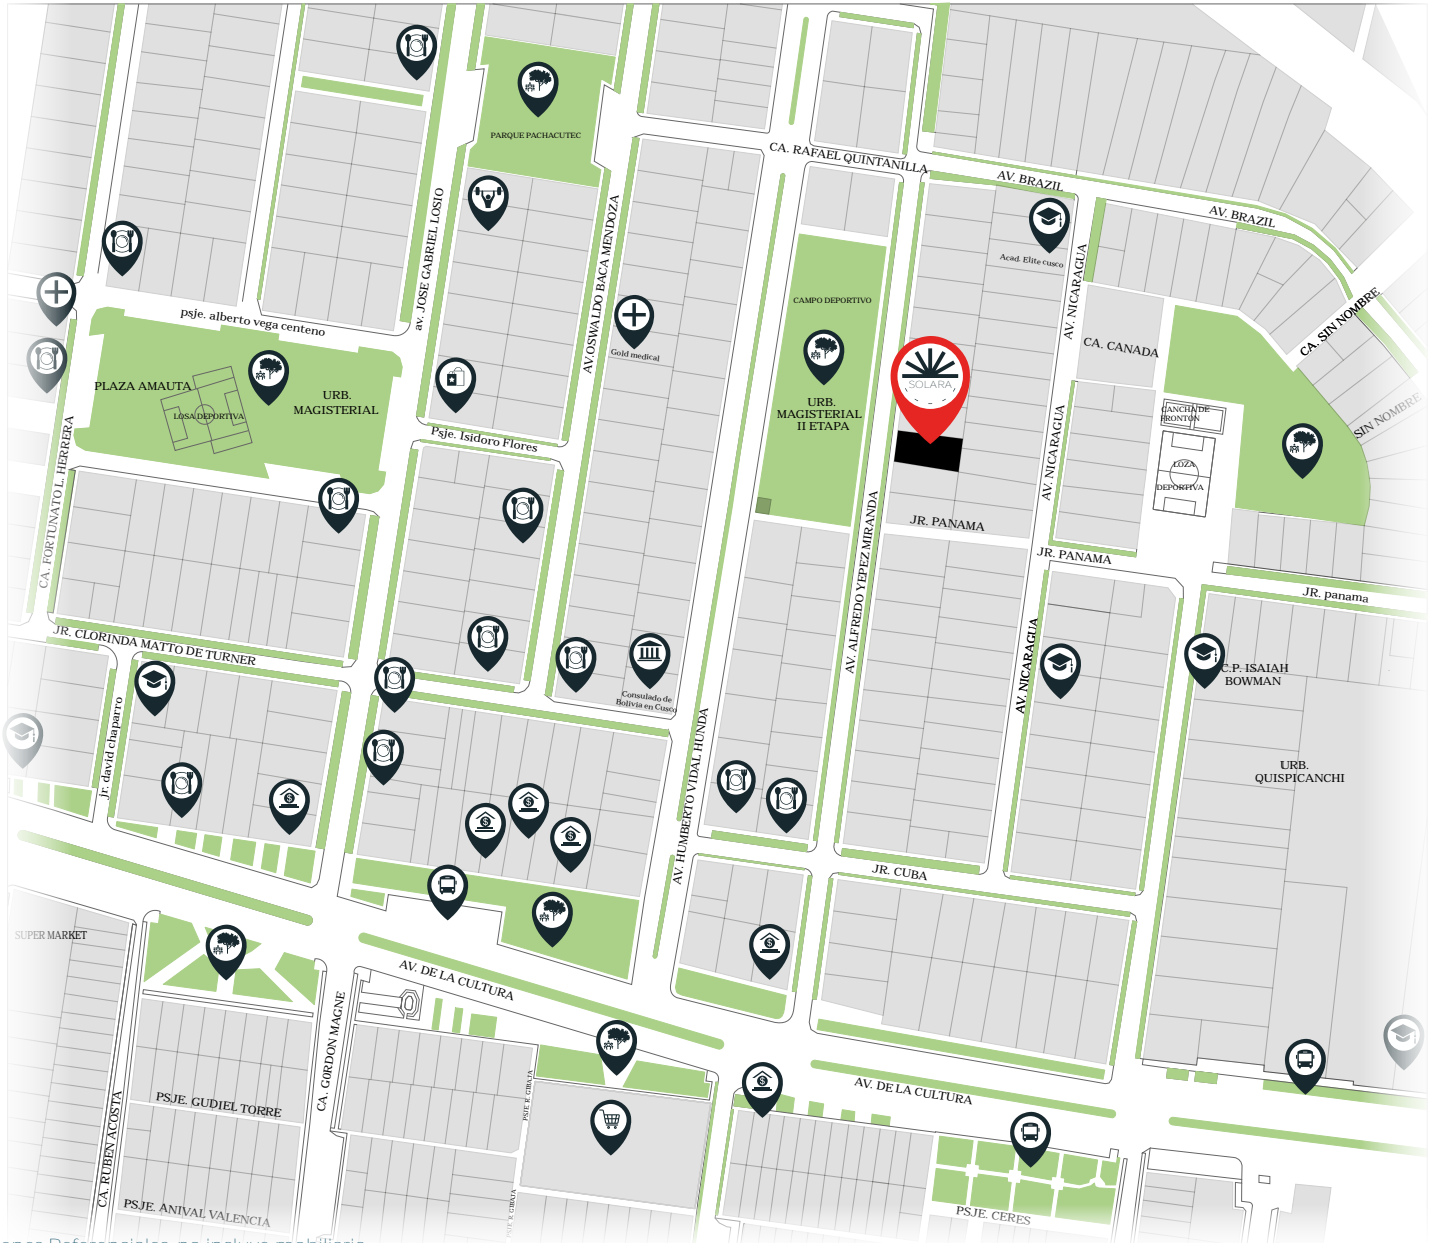 PARQUE PACHACUTEC
CA. RAFAEL QUINTANILLA
AV. BRAZIL
AV. BRAZIL
Acad. Elite cusco
AV. NICARAGUA
av. JOSE GABRIEL LOSIO
AV.OSWALDO BACA MENDOZA
psje. alberto vega centeno
Gold medical
CAMPO DEPORTIVO
CA. SIN NOMBRE
CA. CANADA
SOLARA
PLAZA AMAUTA
URB.
MAGISTERIAL
LOSA DEPORTIVA
URB.
MAGISTERIAL
II ETAPA
CANCHA DE
FRONTON
SIN NOMBRE
Psje. Isidoro Flores
AV. NICARAGUA
LOZA
DEPORTIVA
CA. FORTUNATO L. HERRERA
JR. PANAMA
JR. PANAMA
AV. ALFREDO YEPEZ MIRANDA
JR. panama
JR. CLORINDA MATTO DE TURNER
AV. NICARAGUA
C.P. ISAIAH
BOWMAN
Consulado de
Bolivia en Cusco
Jr. david chaparro
AV. HUMBERTO VIDAL HUNDA
URB.
QUISPICANCHI
JR. CUBA
SUPER MARKET
AV. DE LA CULTURA
CA. GORDON MAGNE
AV. DE LA CULTURA
PSJE. R. GIBAJA
PSJE. GUDIEL TORRE
CA. RUBEN ACOSTA
PSJE. ANIVAL VALENCIA
PSJE. R. GIBAJA
PSJE. CERES